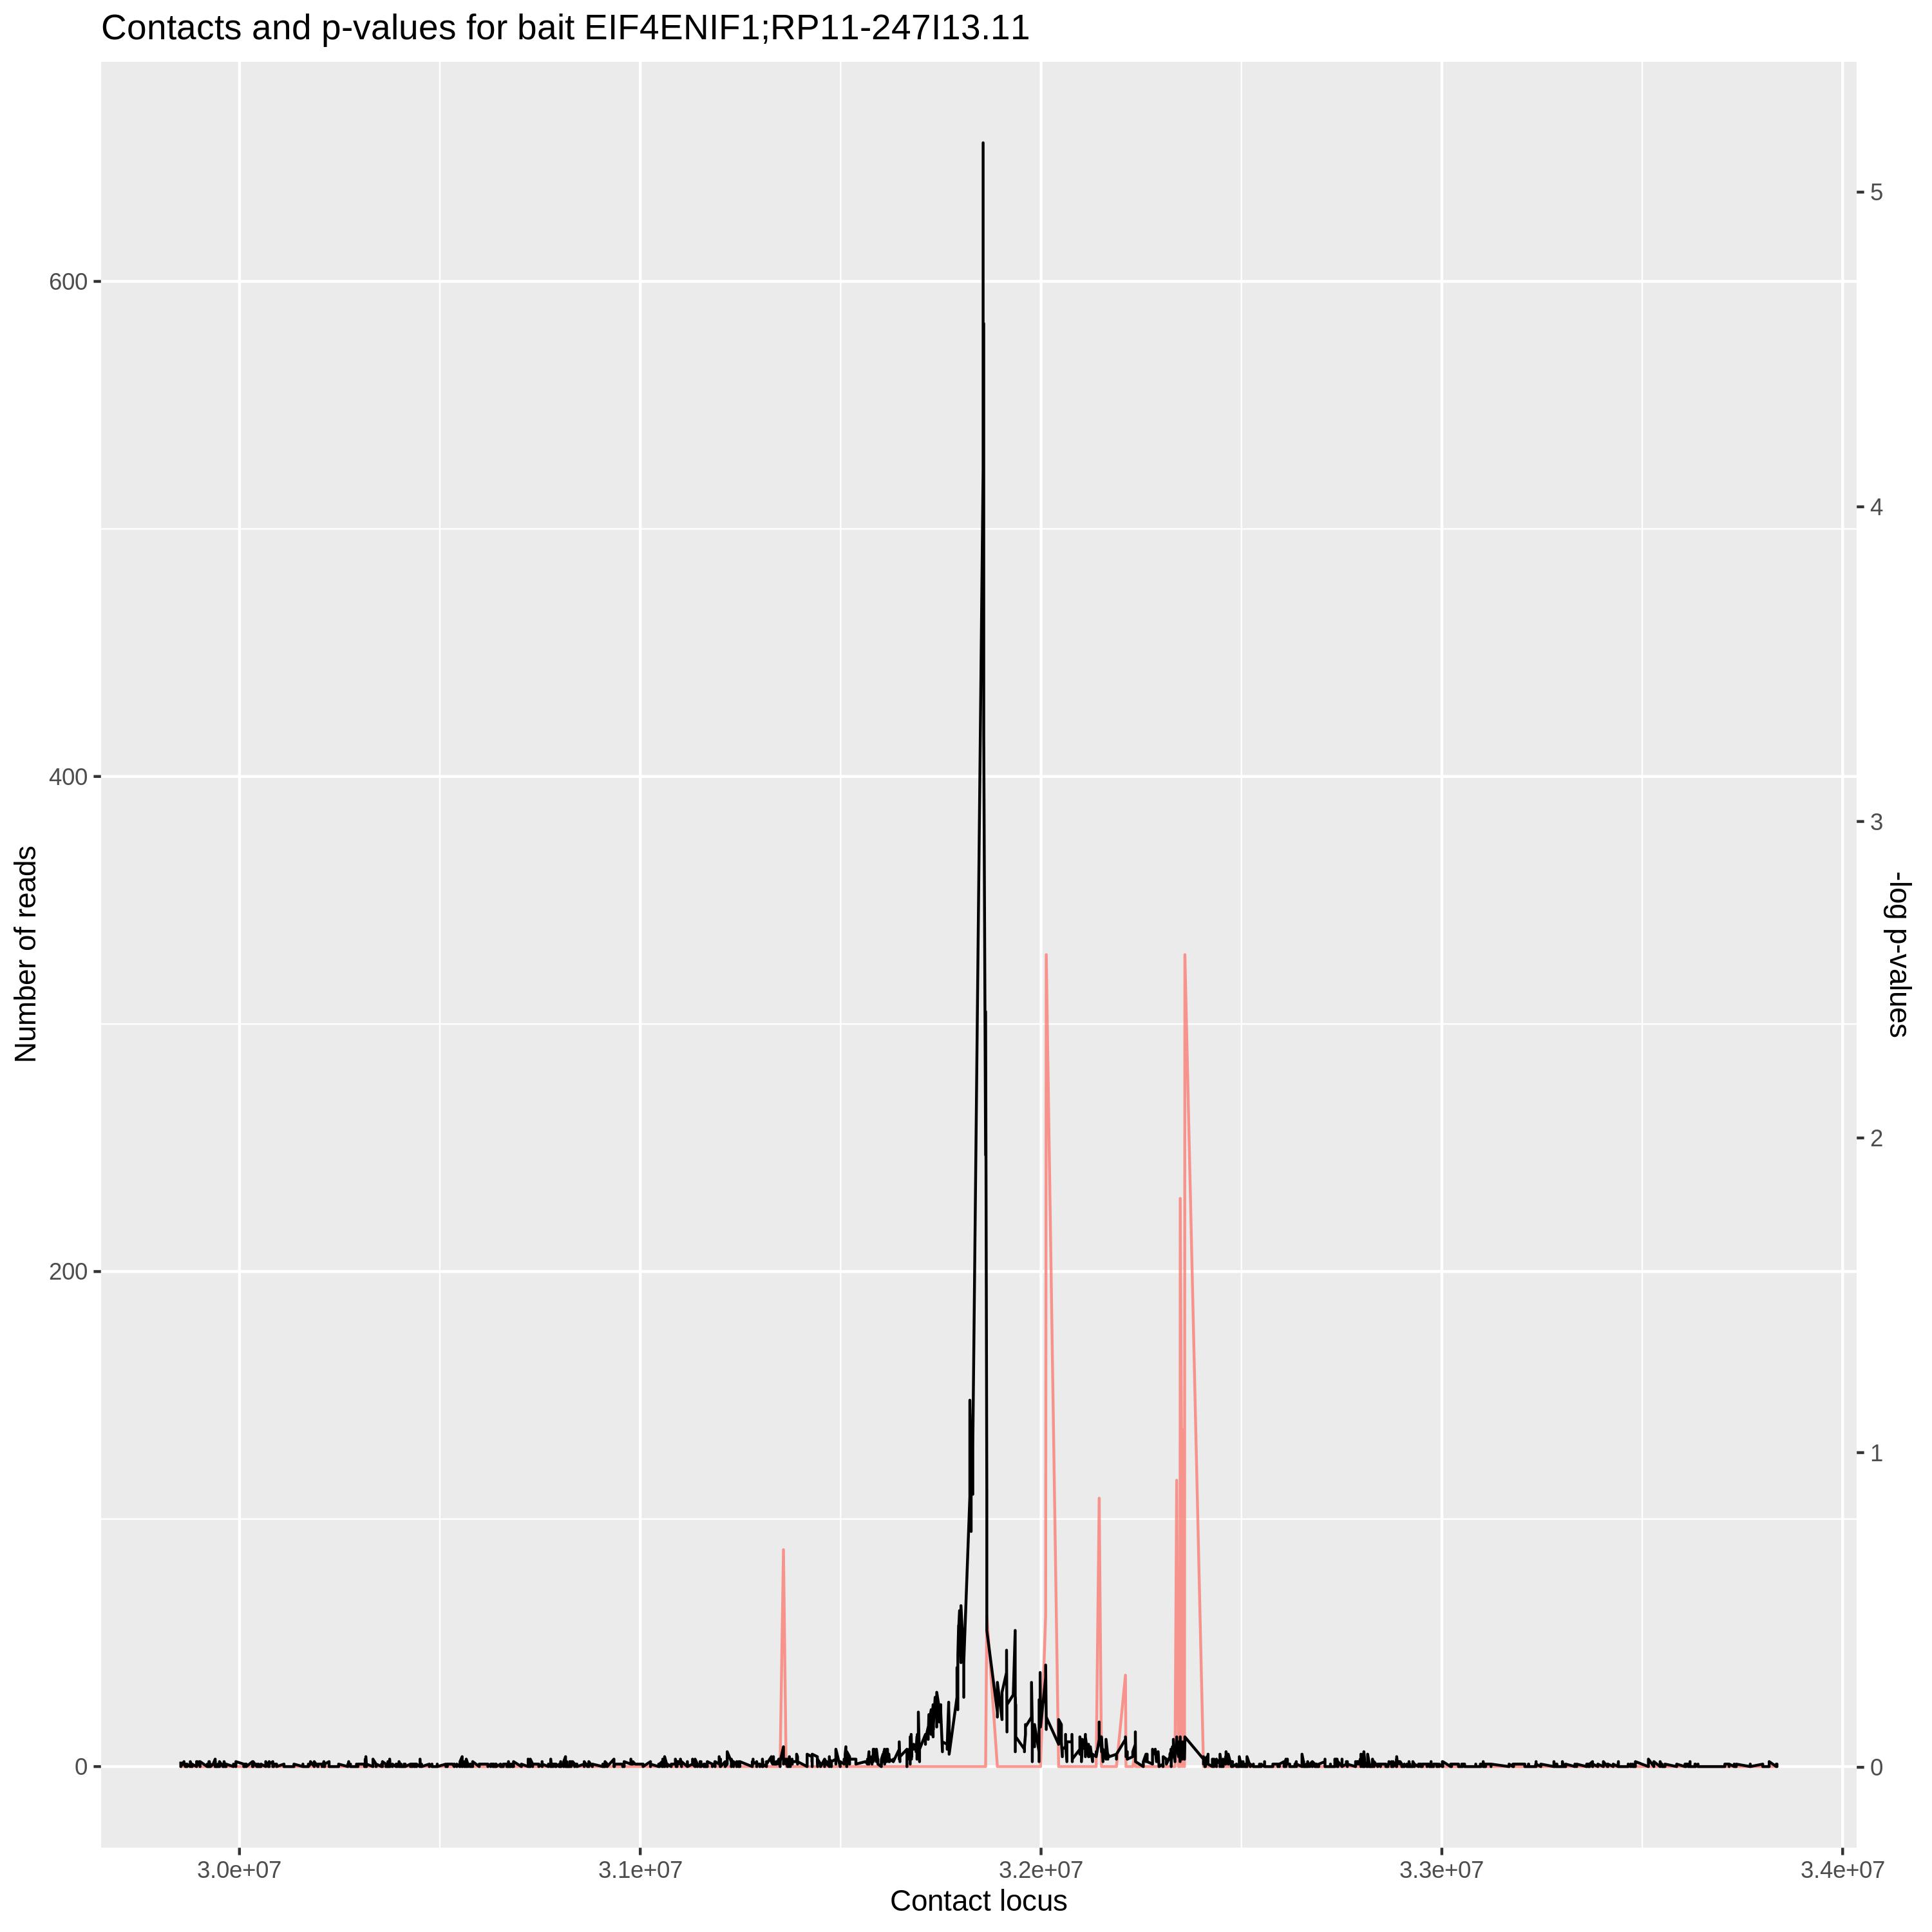 Contacts and p-values for bait EIF4ENIF1;RP11-247I13.11
Number of reads
600
400
200
0
5
4
3
2
1
0
-log p-values
3.0e+07 3.1e+07 3.2e+07 3.3e+07 3.4e+07
Contact locus